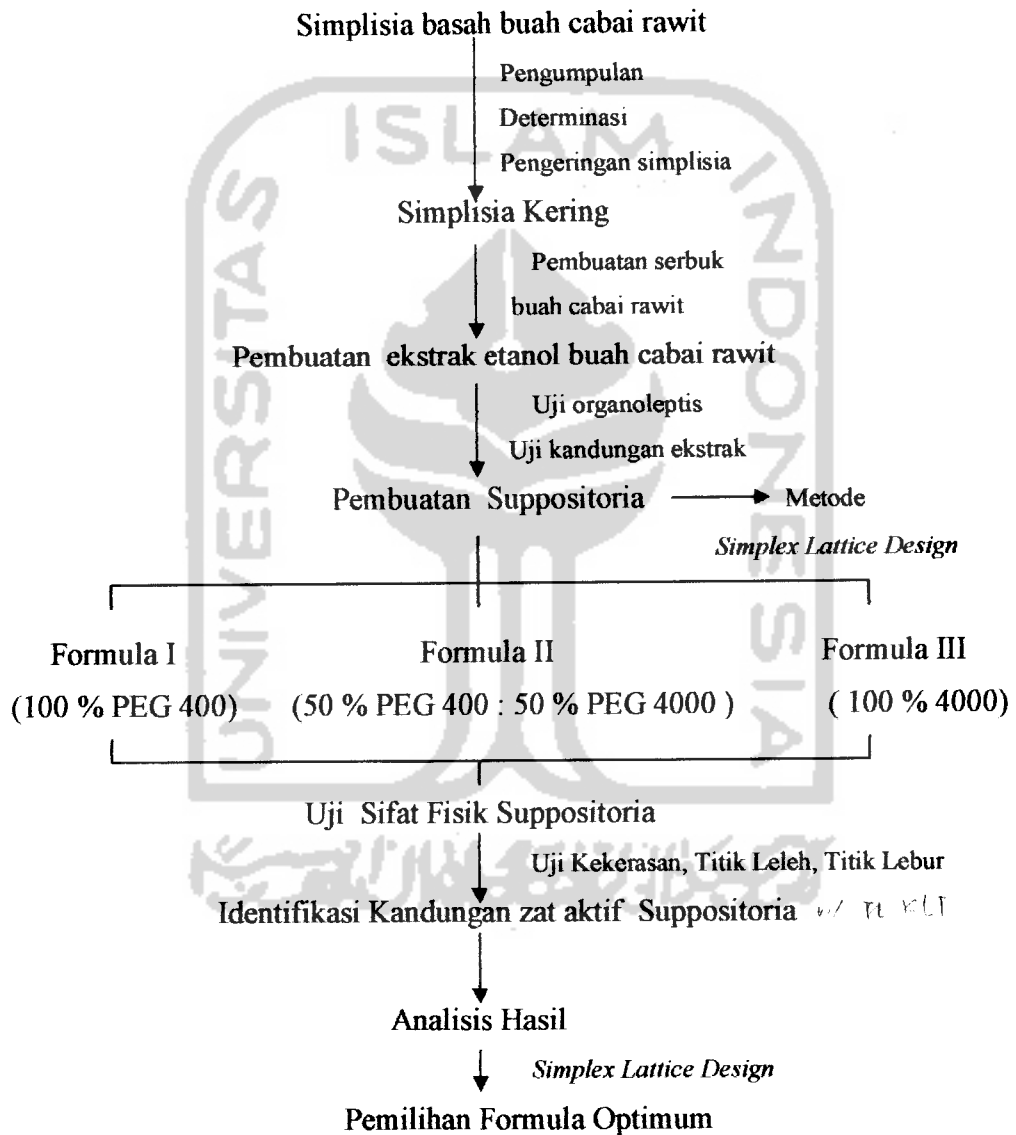 Simplisia basah buah cabai rawit
Pengumpulan
Determinasi
Pengeringan simplisia
Simplisia Kering
Pembuatan serbuk
buah cabai rawit
Pembuatan ekstrak etanol buah cabai rawit
Uji organoleptis
Uji kandungan ekstrak
Pembuatan Suppositoria
Metode
Simplex Lattice Design
Formula I
Formula II
Formula III
(100 % PEG 400)
(50 % PEG 400 : 50 % PEG 4000 )
( 100 % 4000)
Uji Sifat Fisik Suppositoria
Uji Kekerasan, Titik Leleh, Titik Lebur
Identifikasi Kandungan zat aktif Suppositoria
Analisis Hasil
Simplex Lattice Design
Pemilihan Formula Optimum
UNIVERSITAS
ISLAM
INDONESIA